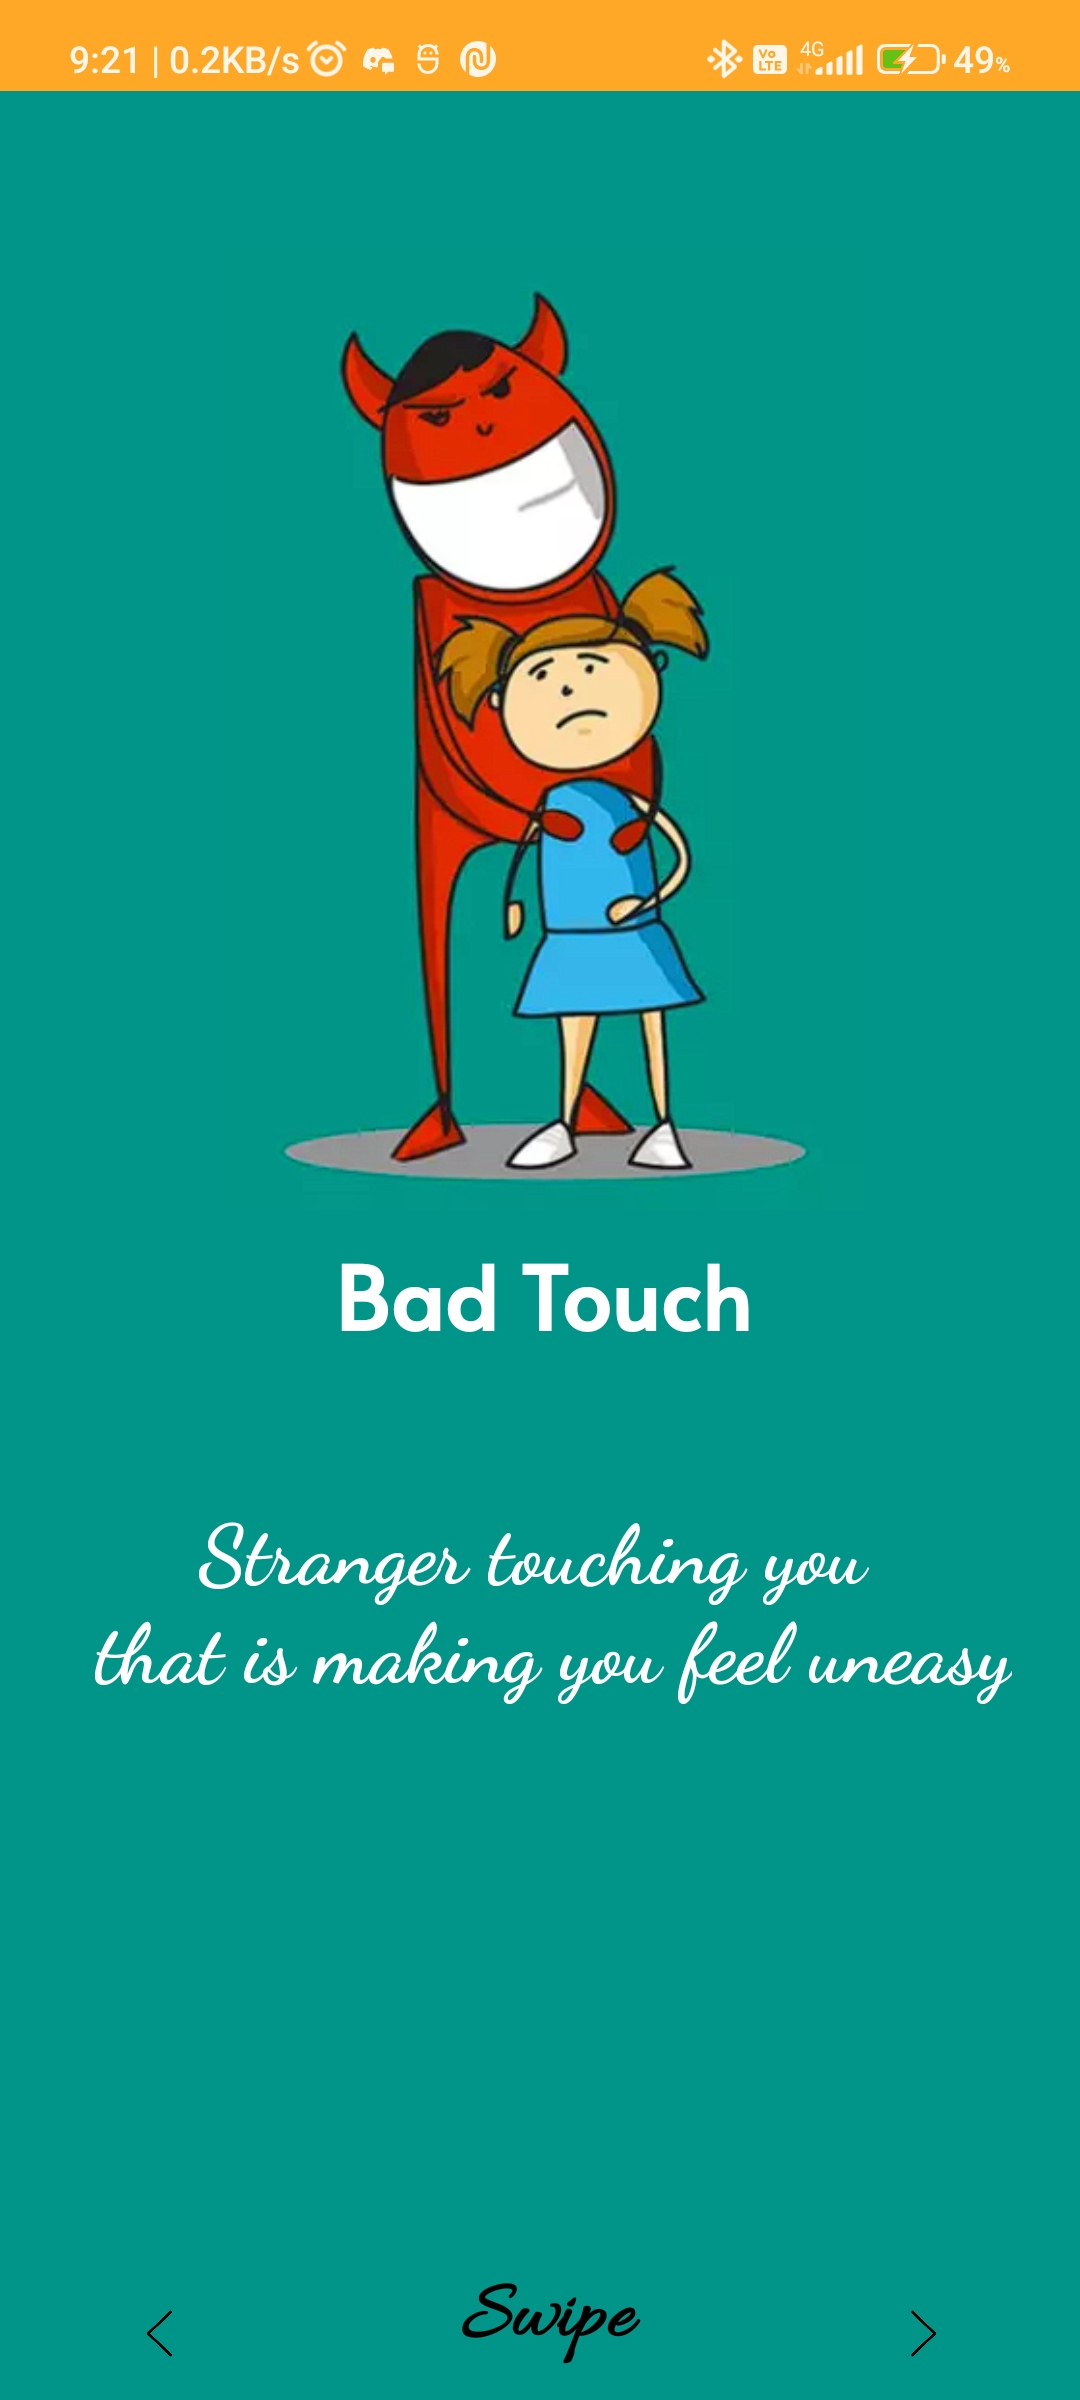 9:21 | 0.2KB/s
Vo
LTE
4G
49%
Bad Touch
Stranger touching you
that is making you feel uneasy
Swipe